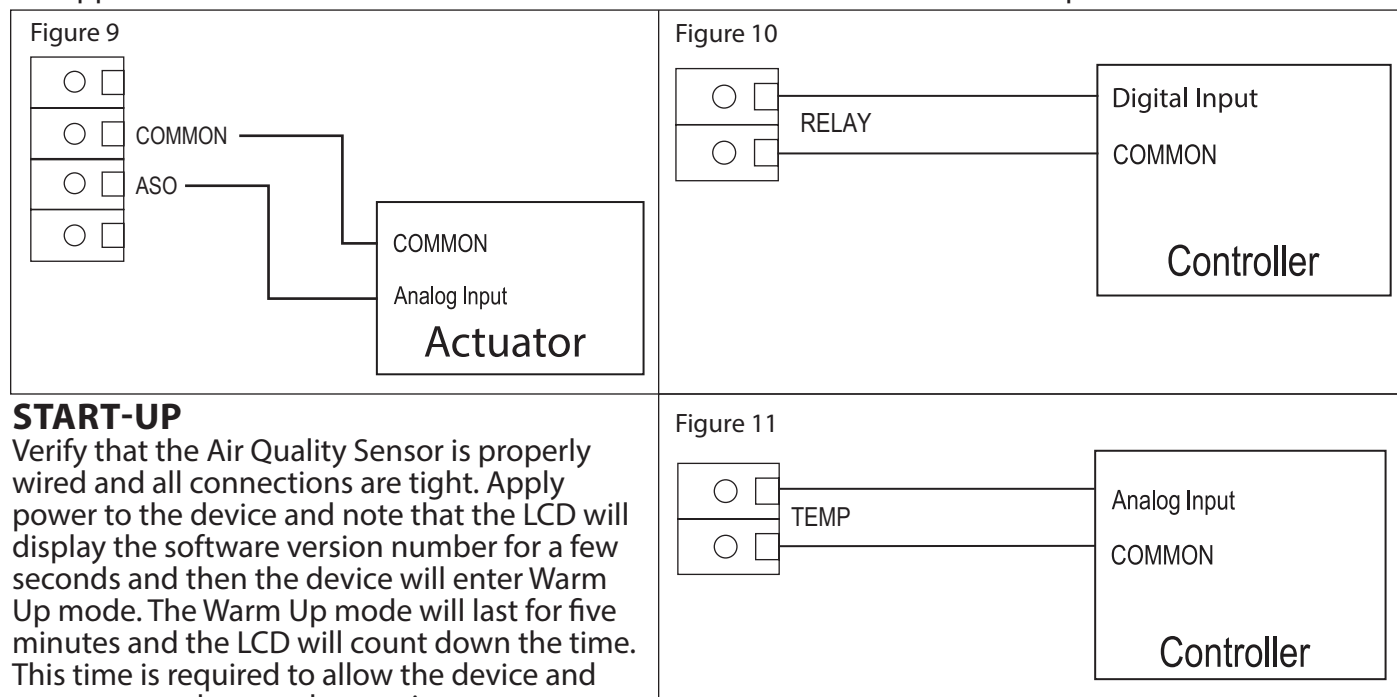 Figure 9
COMMON
ASO
COMMON
Analog Input
Actuator
Figure 10
RELAY
Digital Input
COMMON
Controller
START-UP
Verify that the Air Quality Sensor is properly
wired and all connections are tight. Apply
power to the device and note that the LCD will
display the software version number for a few
seconds and then the device will enter Warm
Up mode. The Warm Up mode will last for five
minutes and the LCD will count down the time.
This time is required to allow the device and
Figure 11
TEMP
Analog Input
COMMON
Controller